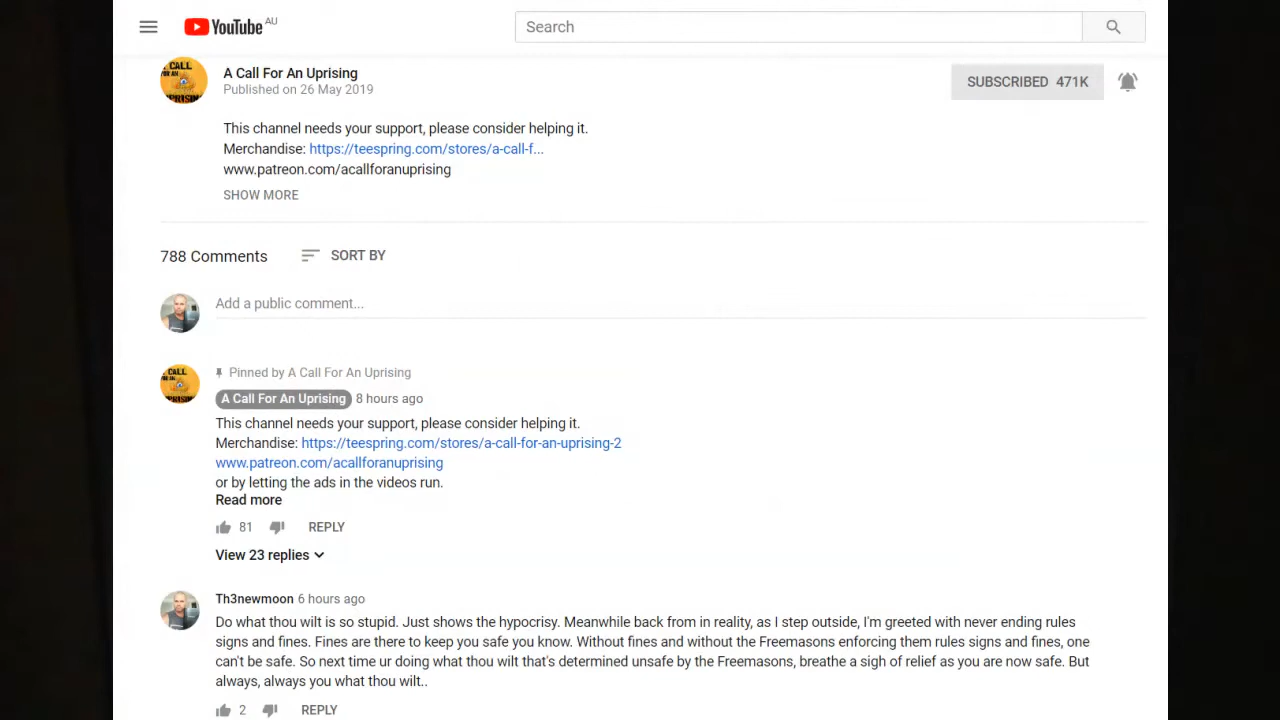 YouTube AU
Search
A Call For An Uprising
Published on 26 May 2019
SUBSCRIBED 471K
This channel needs your support, please consider helping it.
Merchandise: https://teespring.com/stores/a-call-f...
www.patreon.com/acallforanuprising
SHOW MORE
788 Comments
SORT BY
Add a public comment...
Pinned by A Call For An Uprising
A Call For An Uprising 8 hours ago
This channel needs your support, please consider helping it.
Merchandise: https://teespring.com/stores/a-call-for-an-uprising-2
www.patreon.com/acallforanuprising
or by letting the ads in the videos run.
Read more
81 REPLY
View 23 replies
Th3newmoon 6 hours ago
Do what thou wilt is so stupid. Just shows the hypocrisy. Meanwhile back from in reality, as I step outside, I'm greeted with never ending rules
signs and fines. Fines are there to keep you safe you know. Without fines and without the Freemasons enforcing them rules signs and fines, one
can't be safe. So next time ur doing what thou wilt that's determined unsafe by the Freemasons, breathe a sigh of relief as you are now safe. But
always, always you what thou wilt..
2 REPLY